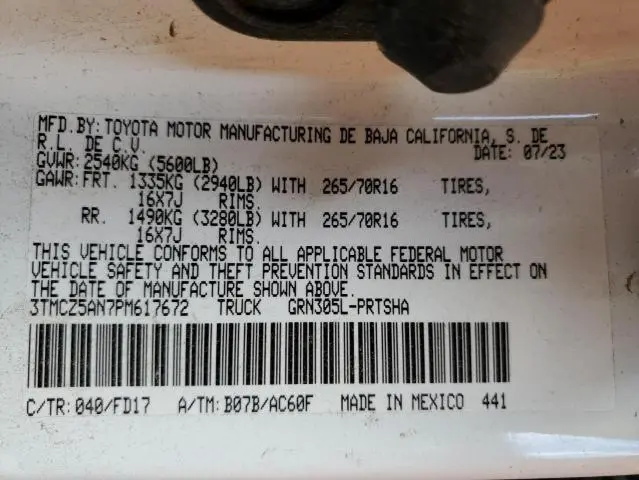 MFD.BY: TOYOTA MOTOR MANUFACTURING DE BAJA CALIFORNIA, S. DE
R.L. DE C.V. DATE: 07/23
GVWR: 2540KG (5600LB)
GAWR: FRT. 1335KG (2940LB) WITH 265/70R16 TIRES,
16X7J RIMS.
RR. 1490KG (3280LB) WITH 265/70R16 TIRES,
16X7J RIMS.
THIS VEHICLE CONFORMS TO ALL APPLICABLE FEDERAL MOTOR
VEHICLE SAFETY AND THEFT PREVENTION STANDARDS IN EFFECT ON
THE DATE OF MANUFACTURE SHOWN ABOVE.
3TMCZ5AN7PM617672 TRUCK GRN305L-PRTSHA
C/TR: 040/FD17 A/TM: B07B/AC60F MADE IN MEXICO 441